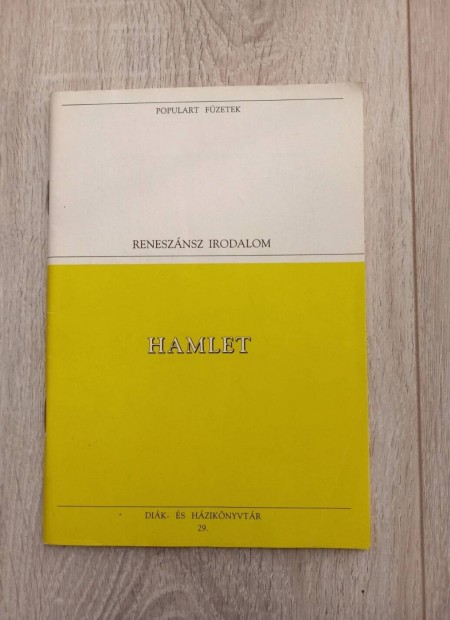 POPULART FÜZETEK
RENESZÁNSZ IRODALOM
HAMLET
DIÁK- ÉS HÁZIKÖNYVTÁR
29.